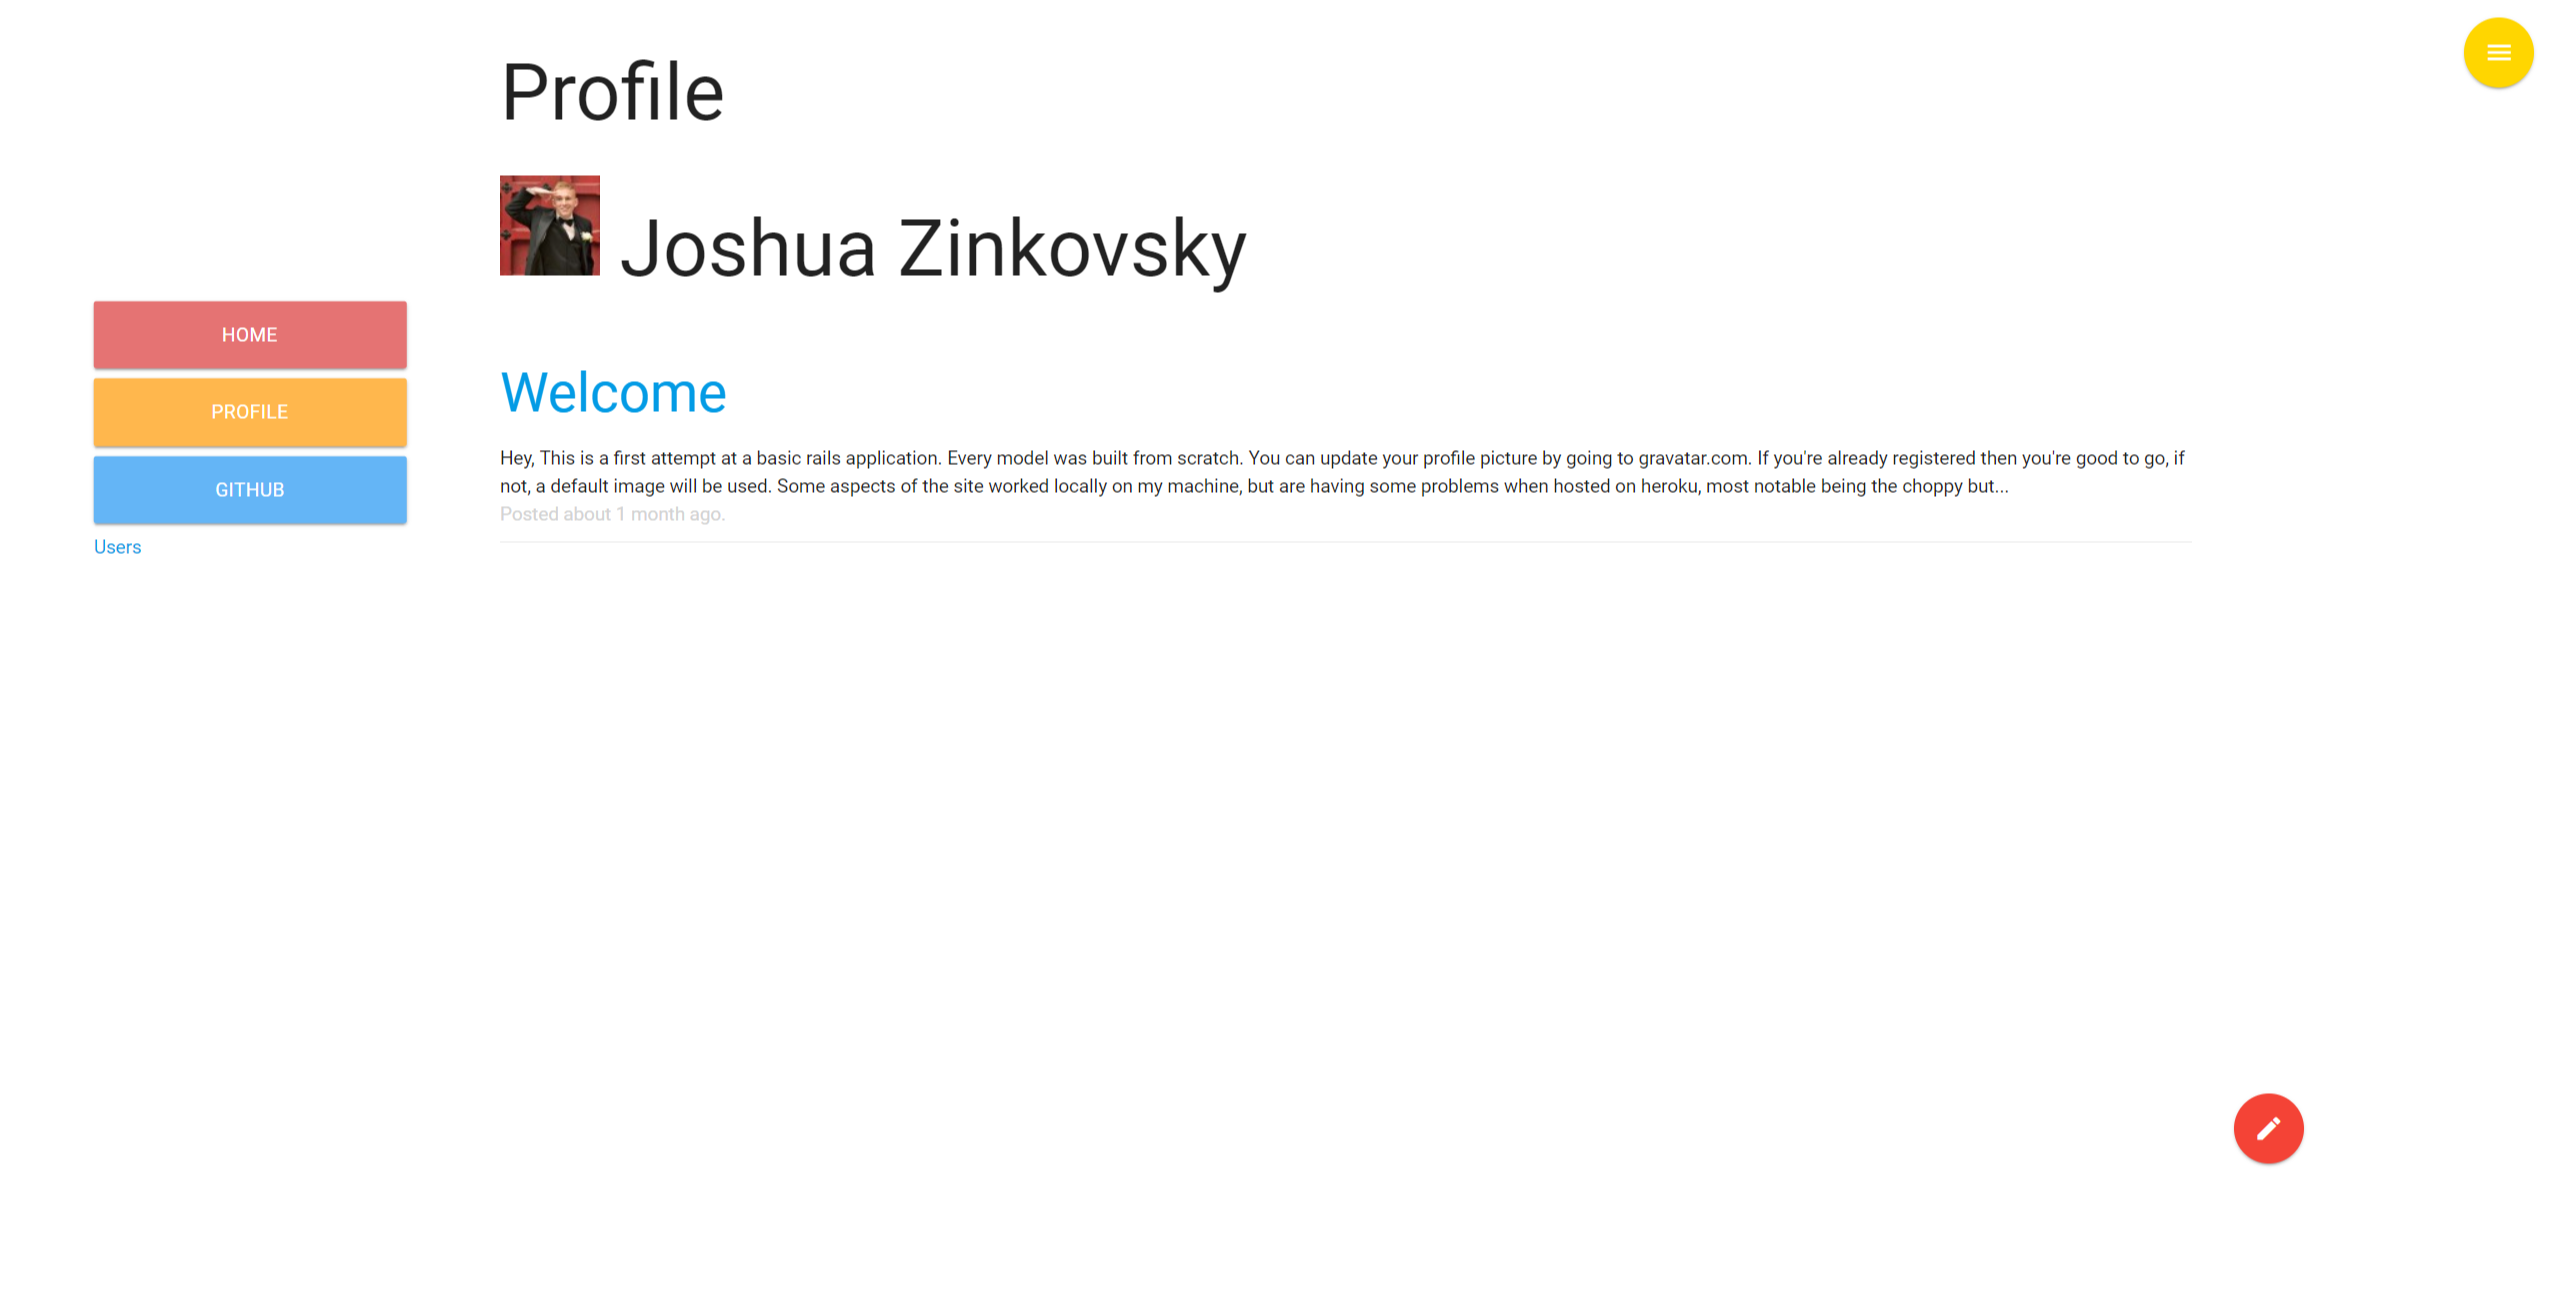 Profile
Joshua Zinkovsky
HOME
PROFILE
GITHUB
Users
Welcome
Hey, This is a first attempt at a basic rails application. Every model was built from scratch. You can update your profile picture by going to gravatar.com. If you're already registered then you're good to go, if
not, a default image will be used. Some aspects of the site worked locally on my machine, but are having some problems when hosted on heroku, most notable being the choppy but...
Posted about 1 month ago.